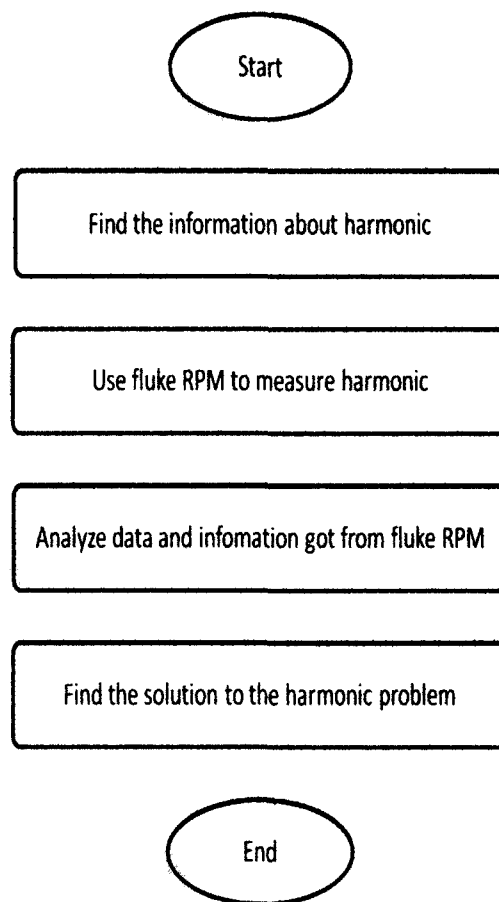 Start
Find the information about harmonic
Use fluke RPM to measure harmonic
Analyze data and infomation got from fluke RPM
Find the solution to the harmonic problem
End